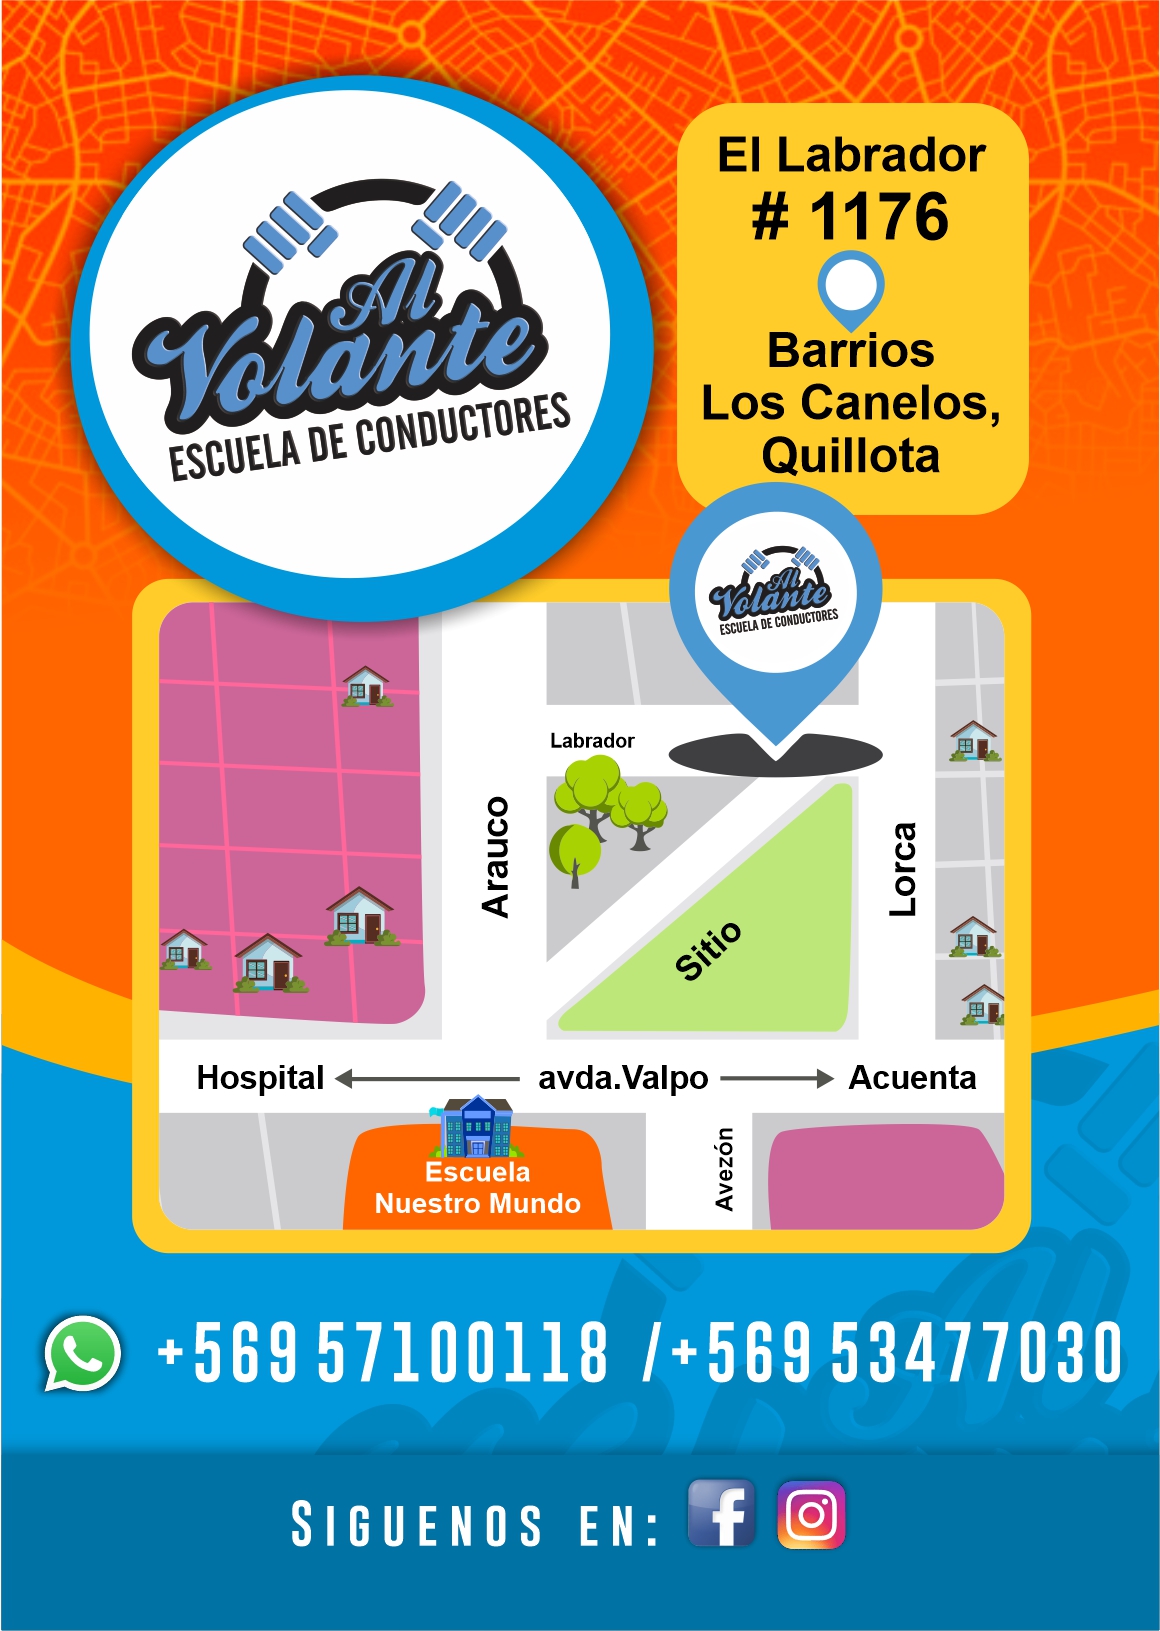 Al
Volante
ESCUELA DE CONDUCTORES
El Labrador
# 1176
Barrios
Los Canelos,
Quillota
Al
Volante
ESCUELA DE CONDUCTORES
Labrador
Arauco
Lorca
Sitio
Hospital
avda.Valpo
Acuenta
Avezón
Escuela
Nuestro Mundo
+569 57100118 /+569 53477030
SIGUENOS EN: